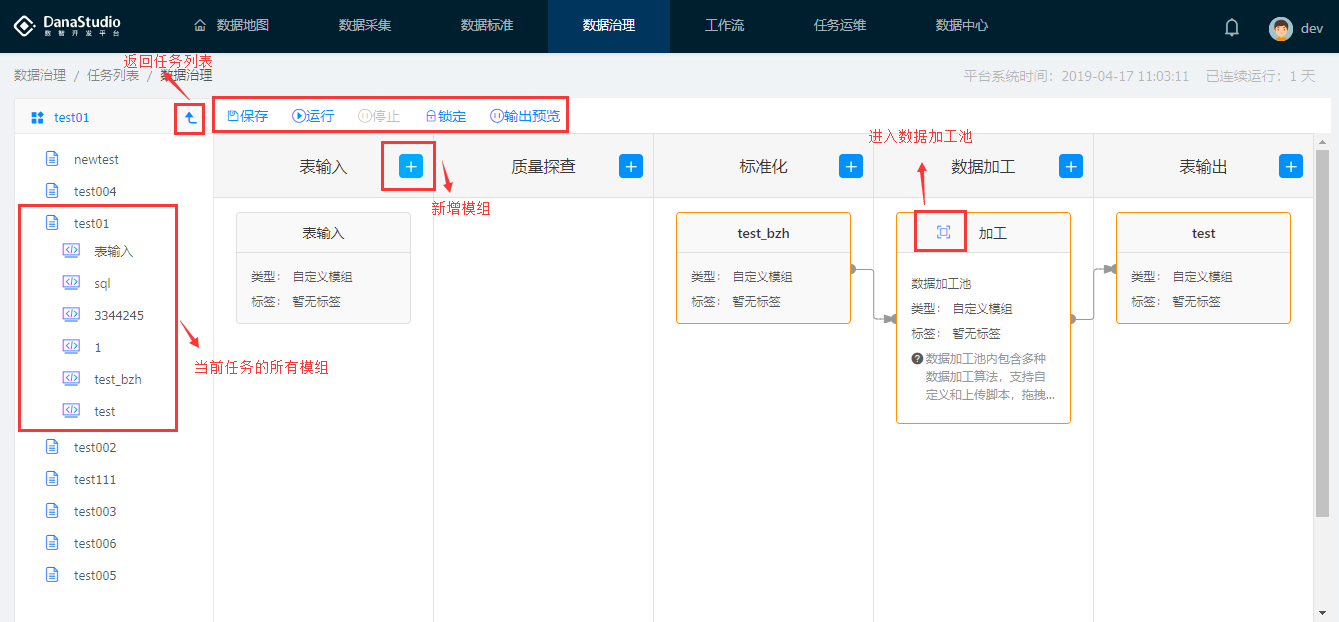 DanaStudio
数智开发平台
数据地图
数据采集
数据标准
数据治理
工作流
任务运维
数据中心
dev
返回任务列表
数据治理 / 任务列表 / 数据治理
平台系统时间：2019-04-17 11:03:11 已连续运行：1 天
test01
保存
运行
停止
锁定
输出预览
进入数据加工池
newtest
test004
test01
表输入
sql
3344245
1
test_bzh
test
test002
test111
test003
test006
test005
当前任务的所有模组
表输入
新增模组
表输入
类型： 自定义模组
标签： 暂无标签
质量探查
标准化
test_bzh
类型： 自定义模组
标签： 暂无标签
数据加工
加工
数据加工池
类型： 自定义模组
标签： 暂无标签
数据加工池内包含多种
数据加工算法，支持自
定义和上传脚本，拖拽...
表输出
test
类型： 自定义模组
标签： 暂无标签